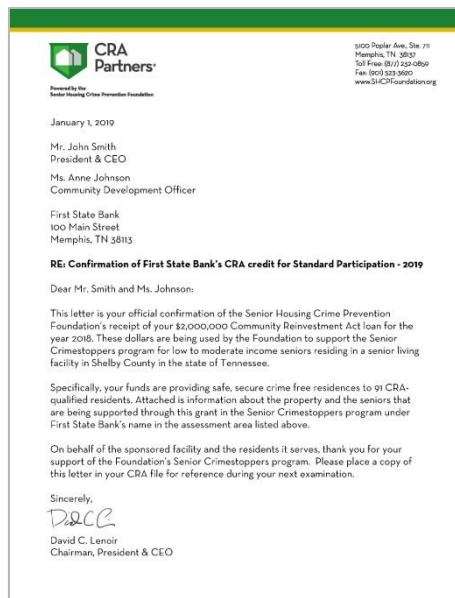 CRA
Partners
Powered by the
Senior Housing Crime Prevention Foundation
5100 Poplar Ave., Ste. 711
Memphis, TN 38137
Toll Free: (877) 232-0859
Fax: (901) 523-3620
www.SHCPFoundation.org
January 1, 2019
Mr. John Smith
President & CEO
Ms. Anne Johnson
Community Development Officer
First State Bank
100 Main Street
Memphis, TN 38113
RE: Confirmation of First State Bank's CRA credit for Standard Participation - 2019
Dear Mr. Smith and Ms. Johnson:
This letter is your official confirmation of the Senior Housing Crime Prevention
Foundation's receipt of your $2,000,000 Community Reinvestment Act loan for the
year 2018. These dollars are being used by the Foundation to support the Senior
Crimestoppers program for low to moderate income seniors residing in a senior living
facility in Shelby County in the state of Tennessee.
Specifically, your funds are providing safe, secure crime free residences to 91 CRA-
qualified residents. Attached is information about the property and the seniors that
are being supported through this grant in the Senior Crimestoppers program under
First State Bank's name in the assessment area listed above.
On behalf of the sponsored facility and the residents it serves, thank you for your
support of the Foundation's Senior Crimestoppers program. Please place a copy of
this letter in your CRA file for reference during your next examination.
Sincerely,
David C. Lenoir
Chairman, President & CEO